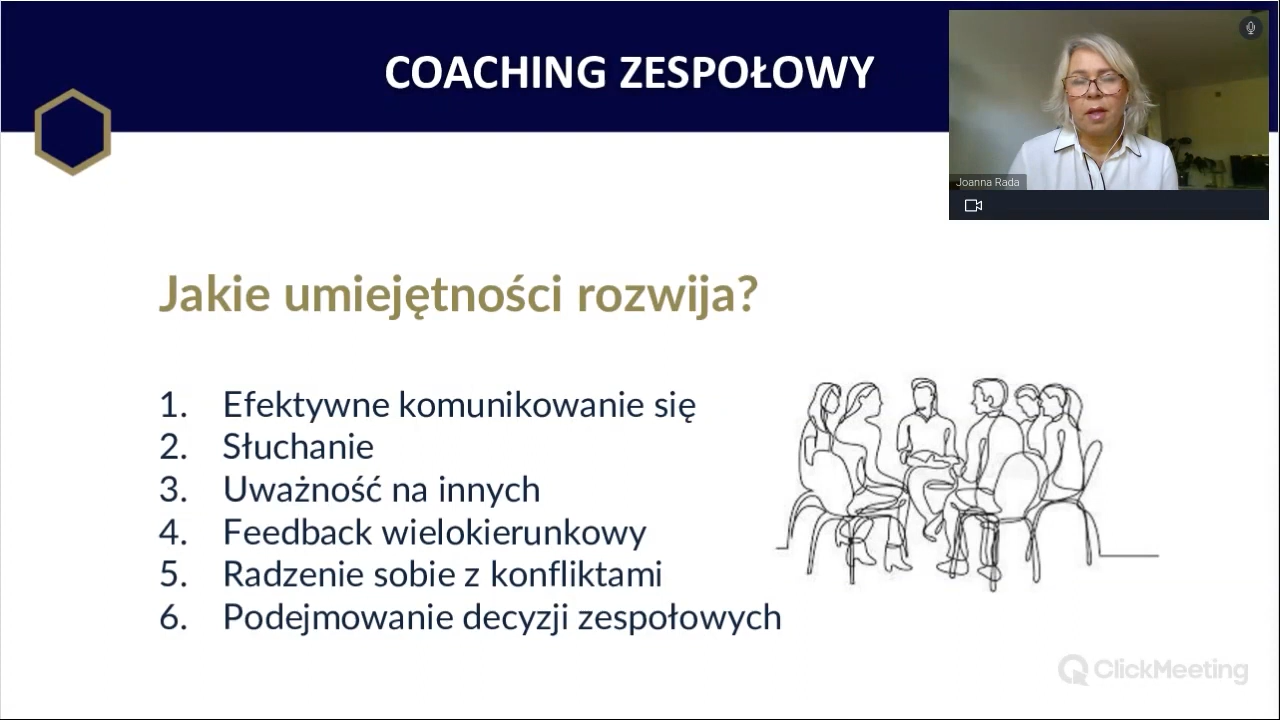 COACHING ZESPOŁOWY
Joanna Rada
Jakie umiejętności rozwija?
1. Efektywne komunikowanie się
2. Słuchanie
3. Uważność na innych
4. Feedback wielokierunkowy
5. Radzenie sobie z konfliktami
6. Podejmowanie decyzji zespołowych
ClickMeeting